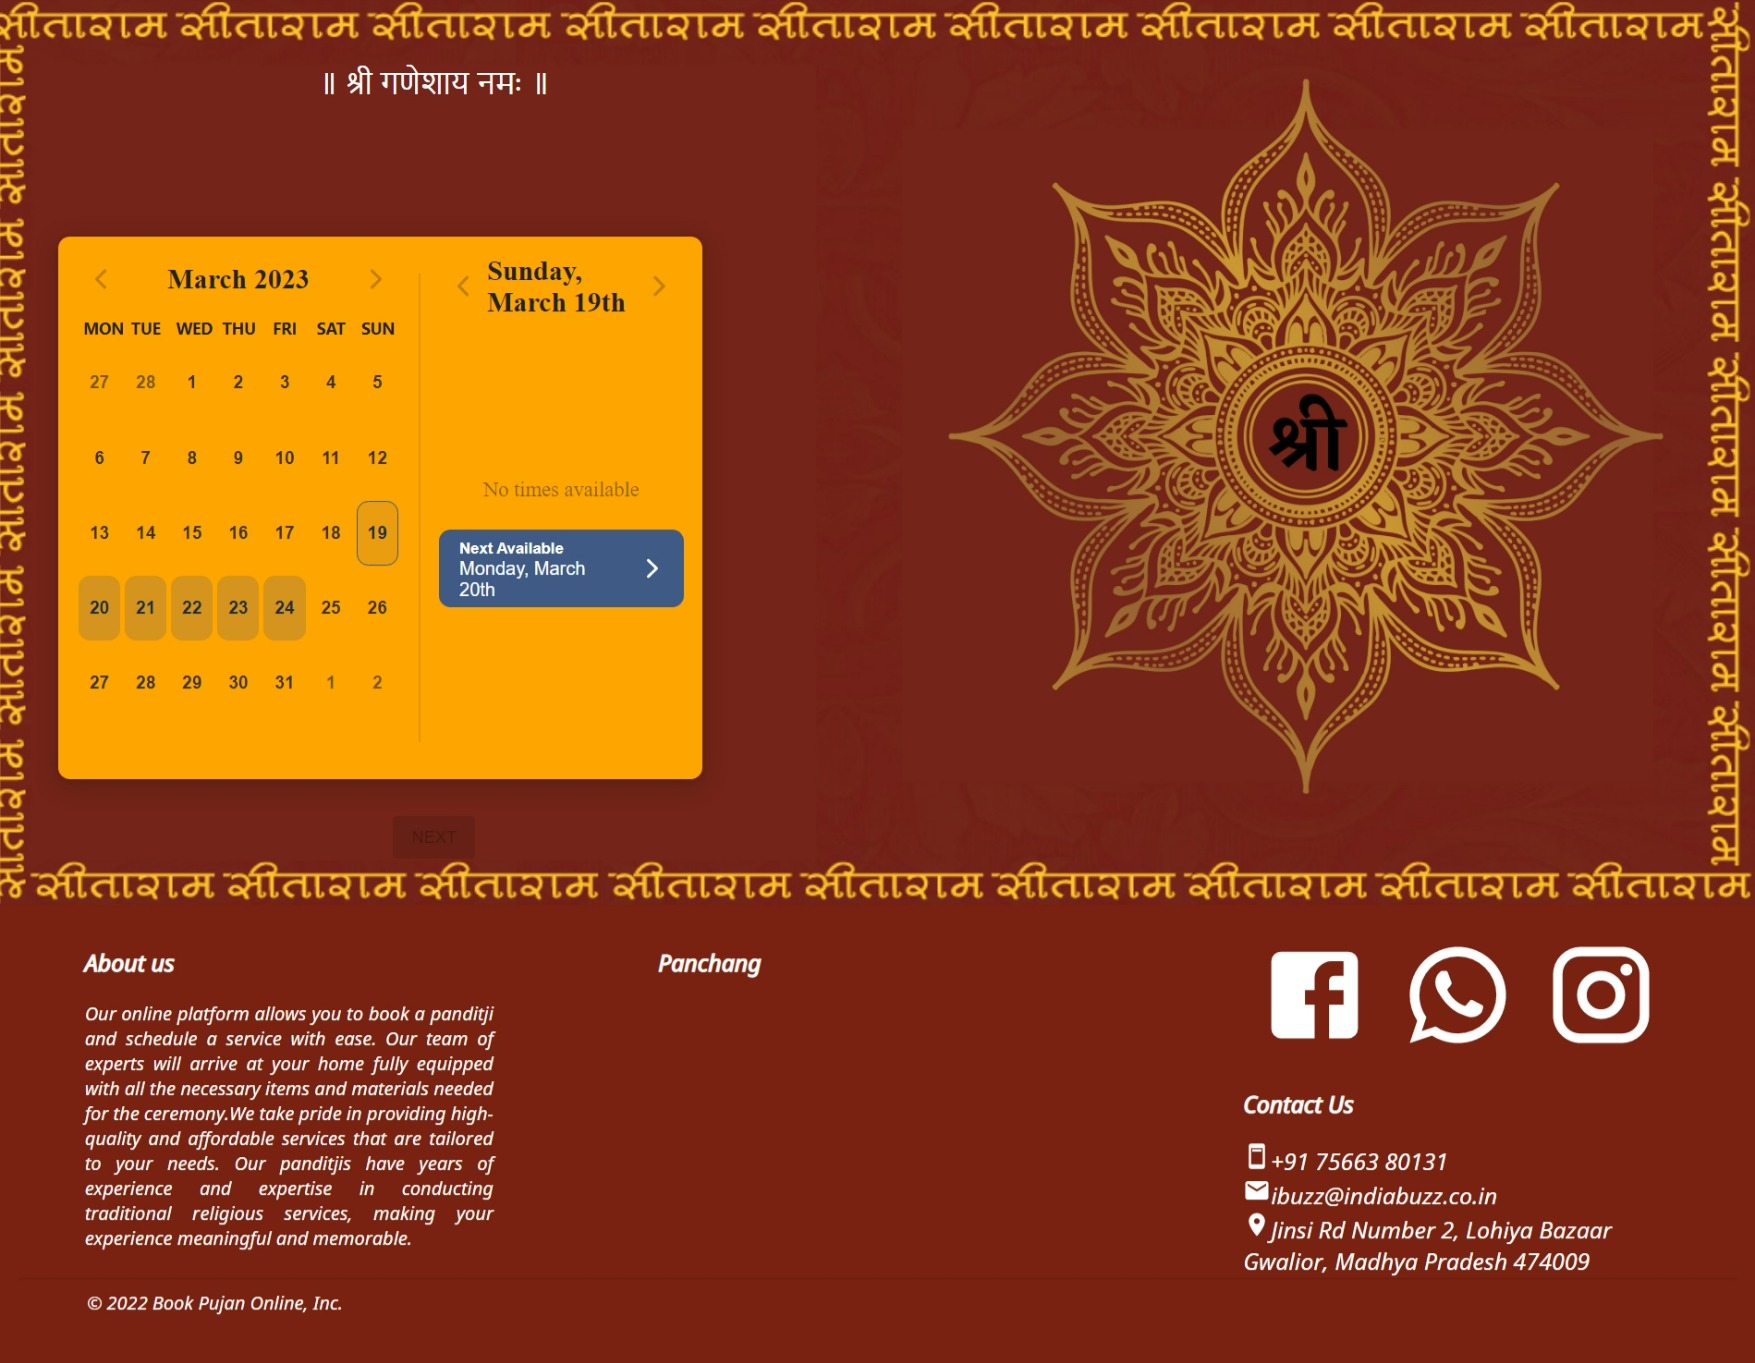 सीताराम सीताराम सीताराम सीताराम सीताराम सीताराम सीताराम सीताराम सीताराम
॥ श्री गणेशाय नमः ॥
March 2023
MON TUE WED THU FRI SAT SUN
27 28 1 2 3 4 5
6 7 8 9 10 11 12
13 14 15 16 17 18 19
20 21 22 23 24 25 26
27 28 29 30 31 1 2
Sunday,
March 19th
No times available
Next Available
Monday, March
20th
NEXT
श्री
सीताराम सीताराम सीताराम सीताराम सीताराम
सीताराम सीताराम सीताराम सीताराम सीताराम
सीताराम सीताराम सीताराम सीताराम सीताराम सीताराम सीताराम सीताराम सीताराम
About us
Our online platform allows you to book a panditji
and schedule a service with ease. Our team of
experts will arrive at your home fully equipped
with all the necessary items and materials needed
for the ceremony.We take pride in providing high-
quality and affordable services that are tailored
to your needs. Our panditjis have years of
experience and expertise in conducting
traditional religious services, making your
experience meaningful and memorable.
Panchang
Contact Us
+91 75663 80131
ibuzz@indiabuzz.co.in
Jinsi Rd Number 2, Lohiya Bazaar
Gwalior, Madhya Pradesh 474009
© 2022 Book Pujan Online, Inc.